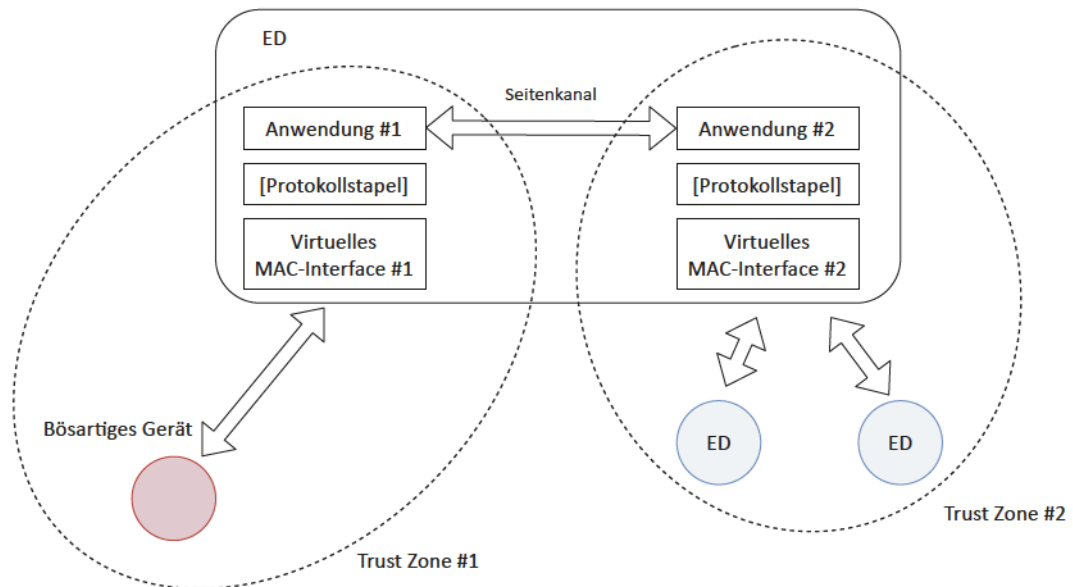 ED
Seitenkanal
Anwendung #1
Anwendung #2
[Protokollstapel]
[Protokollstapel]
Virtuelles
MAC-Interface #1
Virtuelles
MAC-Interface #2
Bösartiges Gerät
ED
ED
Trust Zone #2
Trust Zone #1